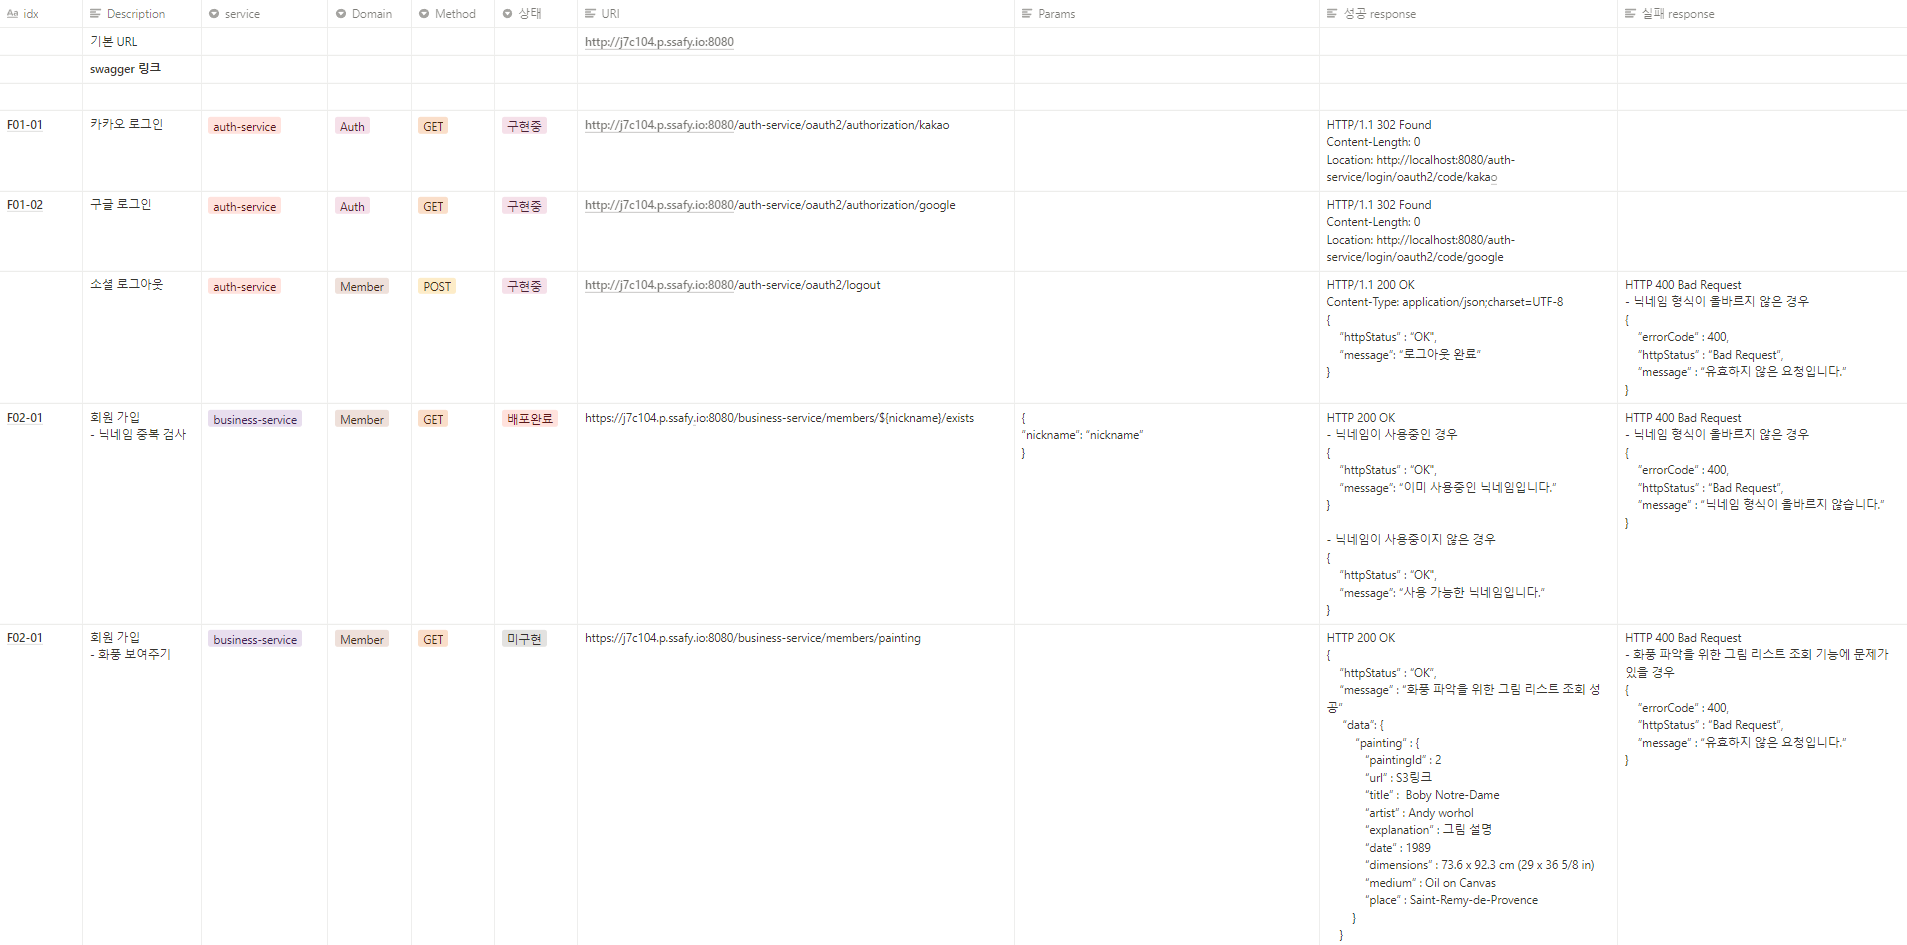 Aa idx
Description
service
Domain
Method
상태
URI
Params
성공 response
실패 response
기본 URL
http://j7c104.p.ssafy.io:8080
swagger 링크
F01-01
카카오 로그인
auth-service
Auth
GET
구현중
http://j7c104.p.ssafy.io:8080/auth-service/oauth2/authorization/kakao
HTTP/1.1 302 Found
Content-Length: 0
Location: http://localhost:8080/auth-
service/login/oauth2/code/kakao
F01-02
구글 로그인
auth-service
Auth
GET
구현중
http://j7c104.p.ssafy.io:8080/auth-service/oauth2/authorization/google
HTTP/1.1 302 Found
Content-Length: 0
Location: http://localhost:8080/auth-
service/login/oauth2/code/google
소셜 로그아웃
auth-service
Member
POST
구현중
http://j7c104.p.ssafy.io:8080/auth-service/oauth2/logout
HTTP/1.1 200 OK
Content-Type: application/json;charset=UTF-8
{
“httpStatus” : “OK”,
“message”: “로그아웃 완료”
}
HTTP 400 Bad Request
- 닉네임 형식이 올바르지 않은 경우
{
“errorCode” : 400,
“httpStatus” : “Bad Request”,
“message” : “유효하지 않은 요청입니다.”
}
F02-01
회원 가입
- 닉네임 중복 검사
business-service
Member
GET
배포완료
https://j7c104.p.ssafy.io:8080/business-service/members/${nickname}/exists
{
”nickname”: “nickname”
}
HTTP 200 OK
- 닉네임이 사용중인 경우
{
“httpStatus” : “OK”,
“message”: “이미 사용중인 닉네임입니다.”
}
- 닉네임이 사용중이지 않은 경우
{
“httpStatus” : “OK”,
“message”: “사용 가능한 닉네임입니다.”
}
HTTP 400 Bad Request
- 닉네임 형식이 올바르지 않은 경우
{
“errorCode” : 400,
“httpStatus” : “Bad Request”,
“message” : “닉네임 형식이 올바르지 않습니다.”
}
F02-01
회원 가입
- 화풍 보여주기
business-service
Member
GET
미구현
https://j7c104.p.ssafy.io:8080/business-service/members/painting
HTTP 200 OK
{
“httpStatus” : “OK”,
“message” : “화풍 파악을 위한 그림 리스트 조회 성
공”
“data”: {
“painting” : {
“paintingId” : 2
“url” : S3링크
“title” : Boby Notre-Dame
“artist” : Andy worhol
“explanation” : 그림 설명
“date” : 1989
“dimensions” : 73.6 x 92.3 cm (29 x 36 5/8 in)
“medium” : Oil on Canvas
“place” : Saint-Remy-de-Provence
}
}
HTTP 400 Bad Request
- 화풍 파악을 위한 그림 리스트 조회 기능에 문제가
있을 경우
{
“errorCode” : 400,
“httpStatus” : “Bad Request”,
“message” : “유효하지 않은 요청입니다.”
}